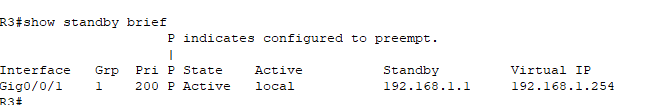 R3#show standby brief
P indicates configured to preempt.
|
Interface Grp Pri P State Active Standby Virtual IP
Gig0/0/1 1 200 P Active local 192.168.1.1 192.168.1.254
R3#